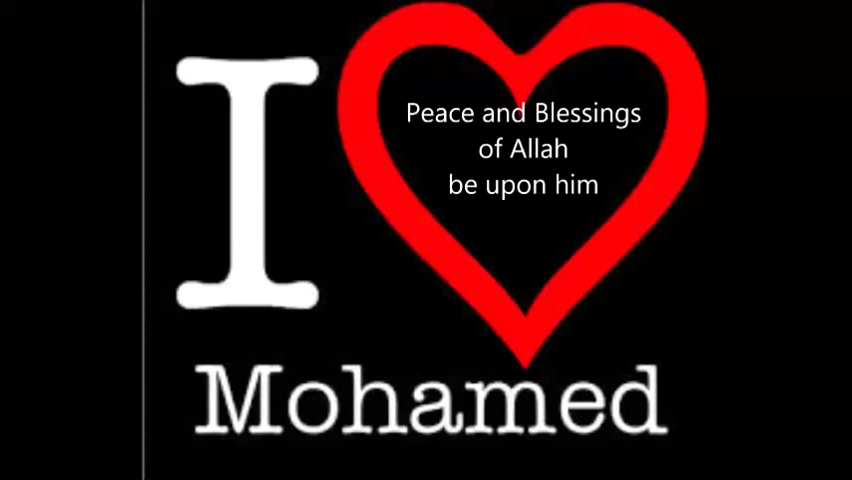 I
Peace and Blessings
of Allah
be upon him
Mohamed